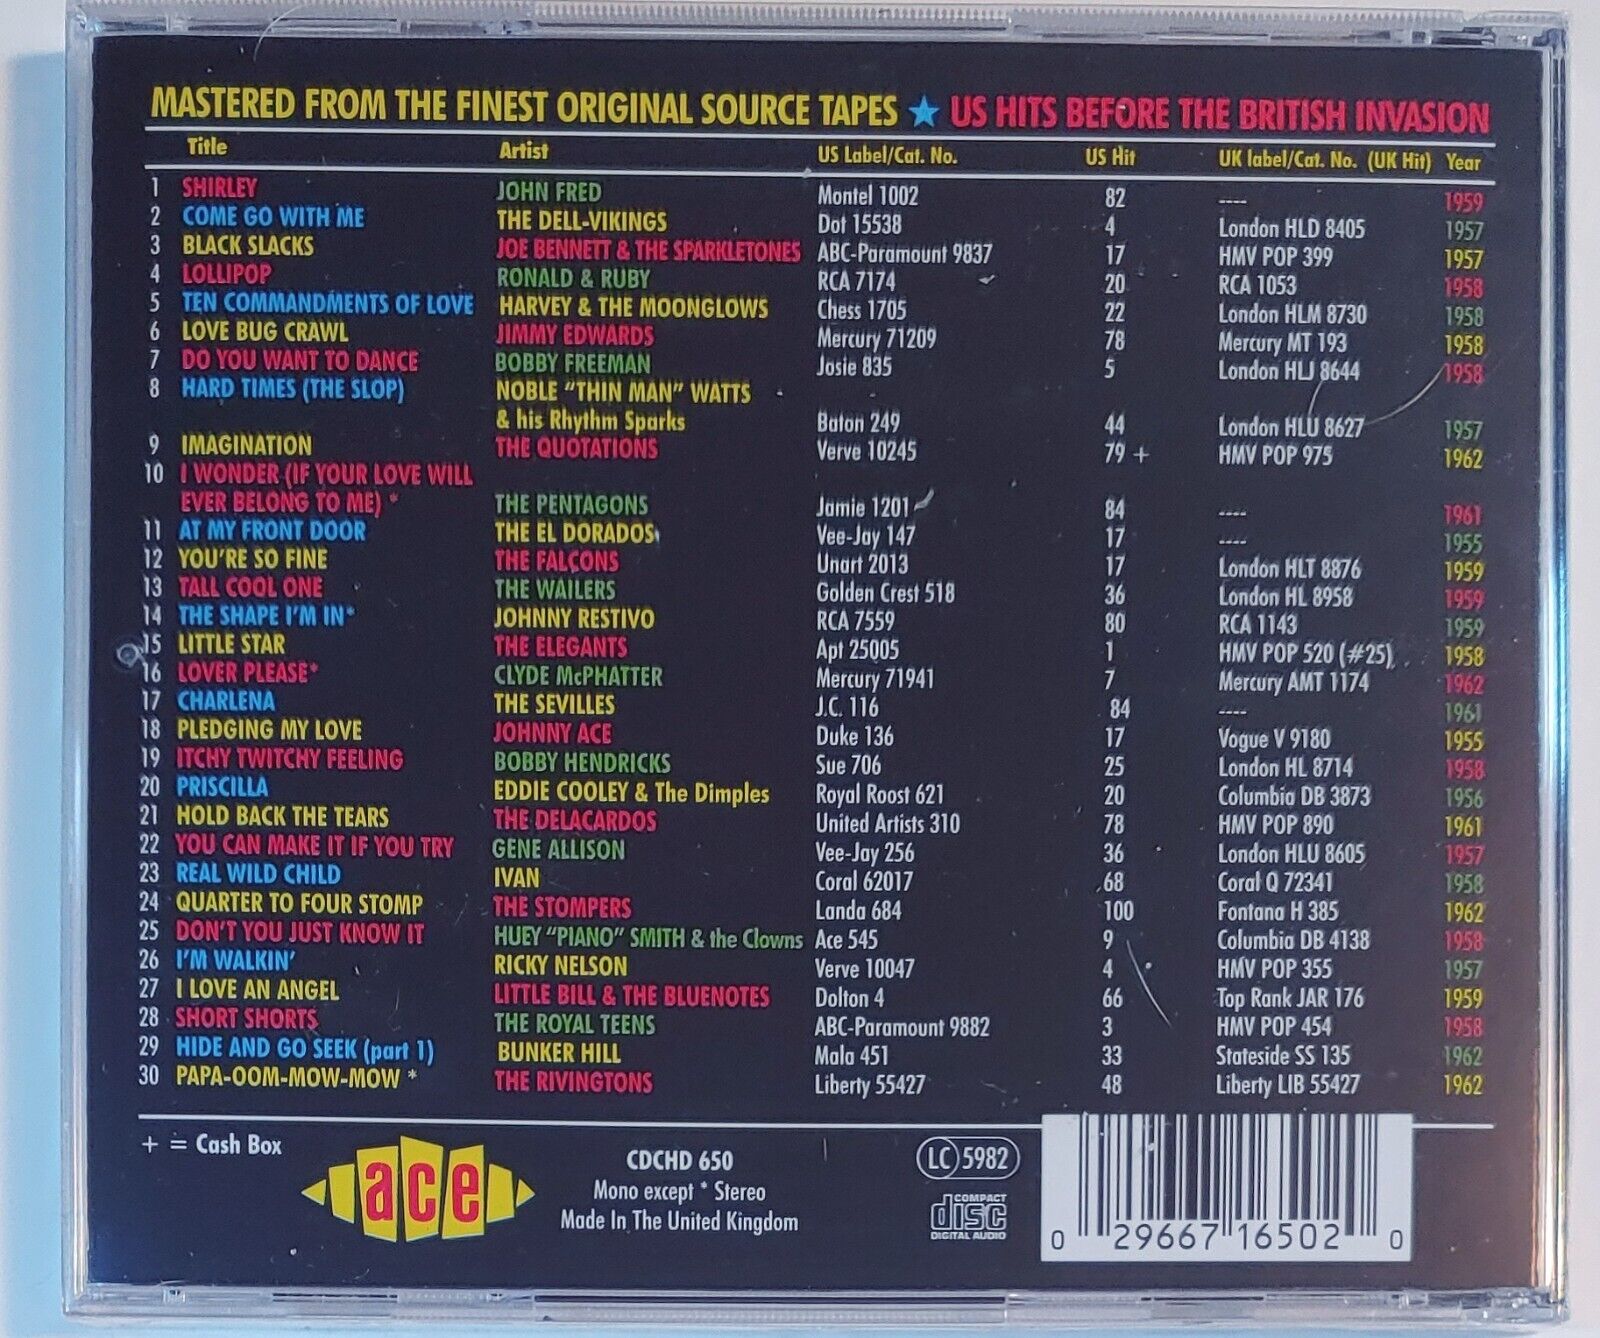 MASTERED FROM THE FINEST ORIGINAL SOURCE TAPES ★ US HITS BEFORE THE BRITISH INVASION
Title Artist US Label/Cat. No. US Hit UK label/Cat. No. (UK Hit) Year
1 SHIRLEY JOHN FRED Montel 1002 82 ---- 1959
2 COME GO WITH ME THE DELL-VIKINGS Dot 15538 4 London HLD 8405 1957
3 BLACK SLACKS JOE BENNETT & THE SPARKLETONES ABC-Paramount 9837 17 HMV POP 399 1957
4 LOLLIPOP RONALD & RUBY RCA 7174 20 RCA 1053 1958
5 TEN COMMANDMENTS OF LOVE HARVEY & THE MOONGLOWS Chess 1705 22 London HLM 8730 1958
6 LOVE BUG CRAWL JIMMY EDWARDS Mercury 71209 78 Mercury MT 193 1958
7 DO YOU WANT TO DANCE BOBBY FREEMAN Josie 835 5 London HLJ 8644 1958
8 HARD TIMES (THE SLOP) NOBLE "THIN MAN" WATTS
& his Rhythm Sparks Baton 249 44 London HLU 8627 1957
9 IMAGINATION THE QUOTATIONS Verve 10245 79 + HMV POP 975 1962
10 I WONDER (IF YOUR LOVE WILL
EVER BELONG TO ME) * THE PENTAGONS Jamie 1201 84 ---- 1961
11 AT MY FRONT DOOR THE EL DORADOS Vee-Jay 147 17 ---- 1955
12 YOU'RE SO FINE THE FALCONS Unart 2013 17 London HLT 8876 1959
13 TALL COOL ONE THE WAILERS Golden Crest 518 36 London HL 8958 1959
14 THE SHAPE I'M IN* JOHNNY RESTIVO RCA 7559 80 RCA 1143 1959
15 LITTLE STAR THE ELEGANTS Apt 25005 1 HMV POP 520 (#25) 1958
16 LOVER PLEASE* CLYDE McPHATTER Mercury 71941 7 Mercury AMT 1174 1962
17 CHARLENA THE SEVILLES J.C. 116 84 ---- 1961
18 PLEDGING MY LOVE JOHNNY ACE Duke 136 17 Vogue V 9180 1955
19 ITCHY TWITCHY FEELING BOBBY HENDRICKS Sue 706 25 London HL 8714 1958
20 PRISCILLA EDDIE COOLEY & The Dimples Royal Roost 621 20 Columbia DB 3873 1956
21 HOLD BACK THE TEARS THE DELACARDOS United Artists 310 78 HMV POP 890 1961
22 YOU CAN MAKE IT IF YOU TRY GENE ALLISON Vee-Jay 256 36 London HLU 8605 1957
23 REAL WILD CHILD IVAN Coral 62017 68 Coral Q 72341 1958
24 QUARTER TO FOUR STOMP THE STOMPERS Landa 684 100 Fontana H 385 1962
25 DON'T YOU JUST KNOW IT HUEY "PIANO" SMITH & the Clowns Ace 545 9 Columbia DB 4138 1958
26 I'M WALKIN' RICKY NELSON Verve 10047 4 HMV POP 355 1957
27 I LOVE AN ANGEL LITTLE BILL & THE BLUENOTES Dolton 4 66 Top Rank JAR 176 1959
28 SHORT SHORTS THE ROYAL TEENS ABC-Paramount 9882 3 HMV POP 454 1958
29 HIDE AND GO SEEK (part 1) BUNKER HILL Mala 451 33 Stateside SS 135 1962
30 PAPA-OOM-MOW-MOW * THE RIVINGTONS Liberty 55427 48 Liberty LIB 55427 1962
+ = Cash Box
ace
CDCHD 650
Mono except * Stereo
Made In The United Kingdom
LC 5982
COMPACT
disc
DIGITAL AUDIO
0 29667 16502 0